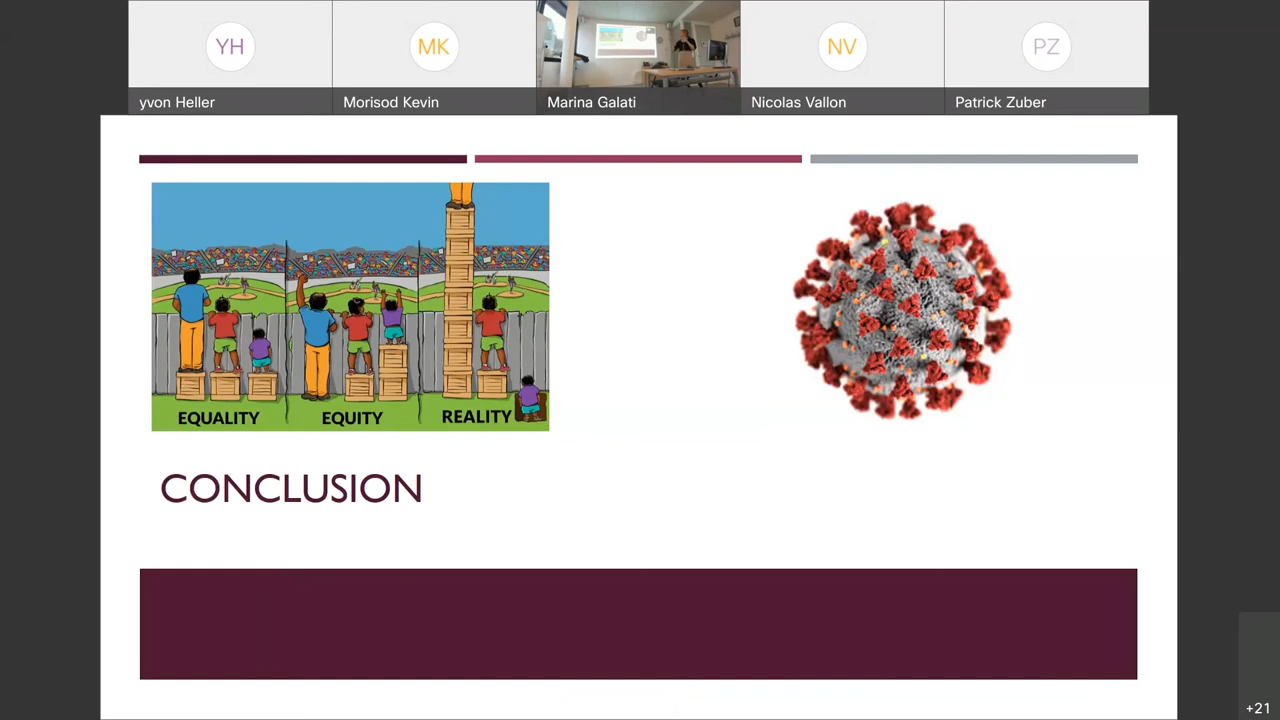 YH
MK
NV
PZ
yvon Heller
Morisod Kevin
Marina Galati
Nicolas Vallon
Patrick Zuber
EQUALITY
EQUITY
REALITY
CONCLUSION
+21